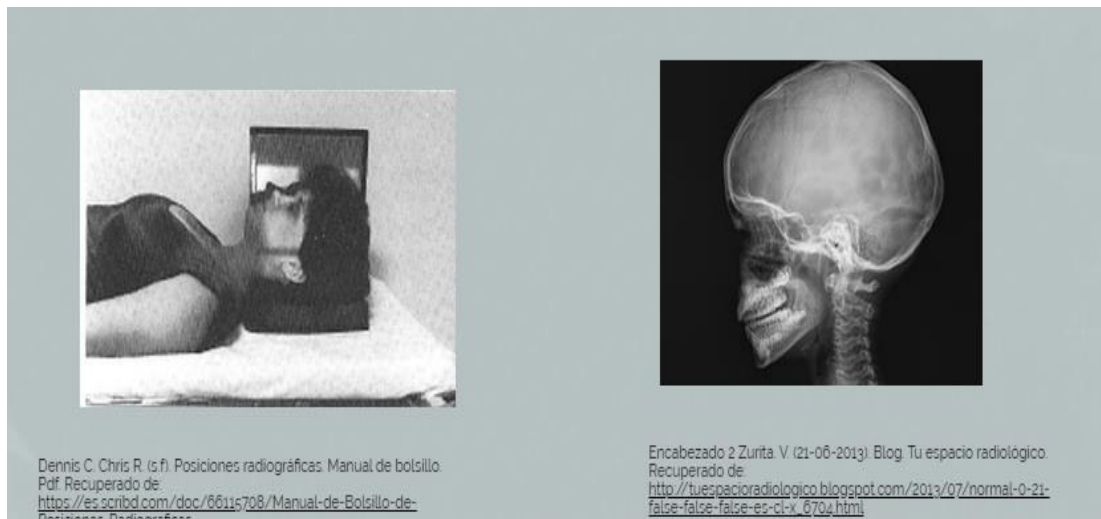 Dennis C. Chris R. (s.f). Posiciones radiográficas. Manual de bolsillo.
Pdf. Recuperado de:
https://es.scribd.com/doc/66115708/Manual-de-Bolsillo-de-
Posiciones-Radiograficas
Encabezado 2 Zurita. V. (21-06-2013). Blog. Tu espacio radiológico.
Recuperado de:
http://tuespacioradiologico.blogspot.com/2013/07/normal-0-21-
false-false-false-es-cl-x_6704.html